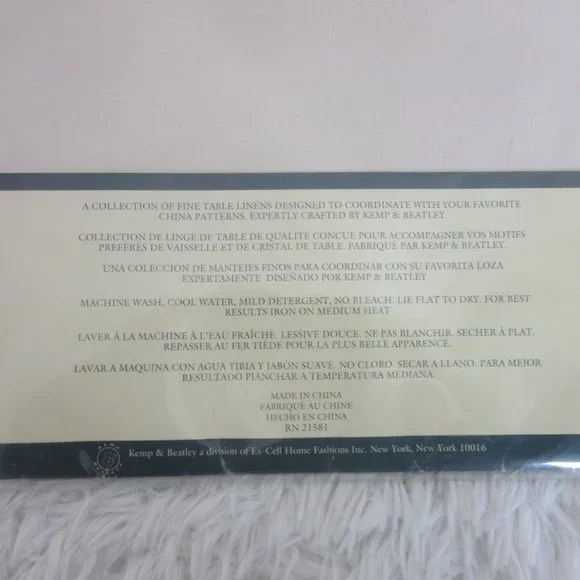 A COLLECTION OF FINE TABLE LINENS DESIGNED TO COORDINATE WITH YOUR FAVORITE
CHINA PATTERNS. EXPERTLY CRAFTED BY KEMP & BEATLEY.
COLLECTION DE LINGE DE TABLE DE QUALITÉ CONCUE POUR ACCOMPAGNER VOS MOTIFS
PRÉFÉRÉS DE VAISSELLE ET DE CRISTAL DE TABLE. FABRIQUÉ PAR KEMP & BEATLEY.
UNA COLECCIÓN DE MANTEIES FINOS PARA COORDINAR CON SU FAVORITA LOZA
EXPERTAMENTE DISEÑADO POR KEMP & BEATLEY
MACHINE WASH, COOL WATER, MILD DETERGENT, NO BLEACH. LIE FLAT TO DRY. FOR BEST
RESULTS IRON ON MEDIUM HEAT
LAVER À LA MACHINE À L'EAU FRAÎCHE. LESSIVE DOUCE. NE PAS BLANCHIR. SECHER À PLAT.
REPASSER AU FER TIEDE POUR LA PLUS BELLE APPARENCE.
LAVAR A MAQUINA CON AGUA TIBIA Y JABÓN SUAVE. NO CLORO. SECAR A LLANO. PARA MEJOR
RESULTADO PLANCHAR A TEMPERATURA MEDIANA.
MADE IN CHINA
FABRIQUÉ AU CHINE
HECHO EN CHINA
RN 21581
Kemp & Beatley a division of Ex-Cell Home Fashions Inc. New York, New York 10016